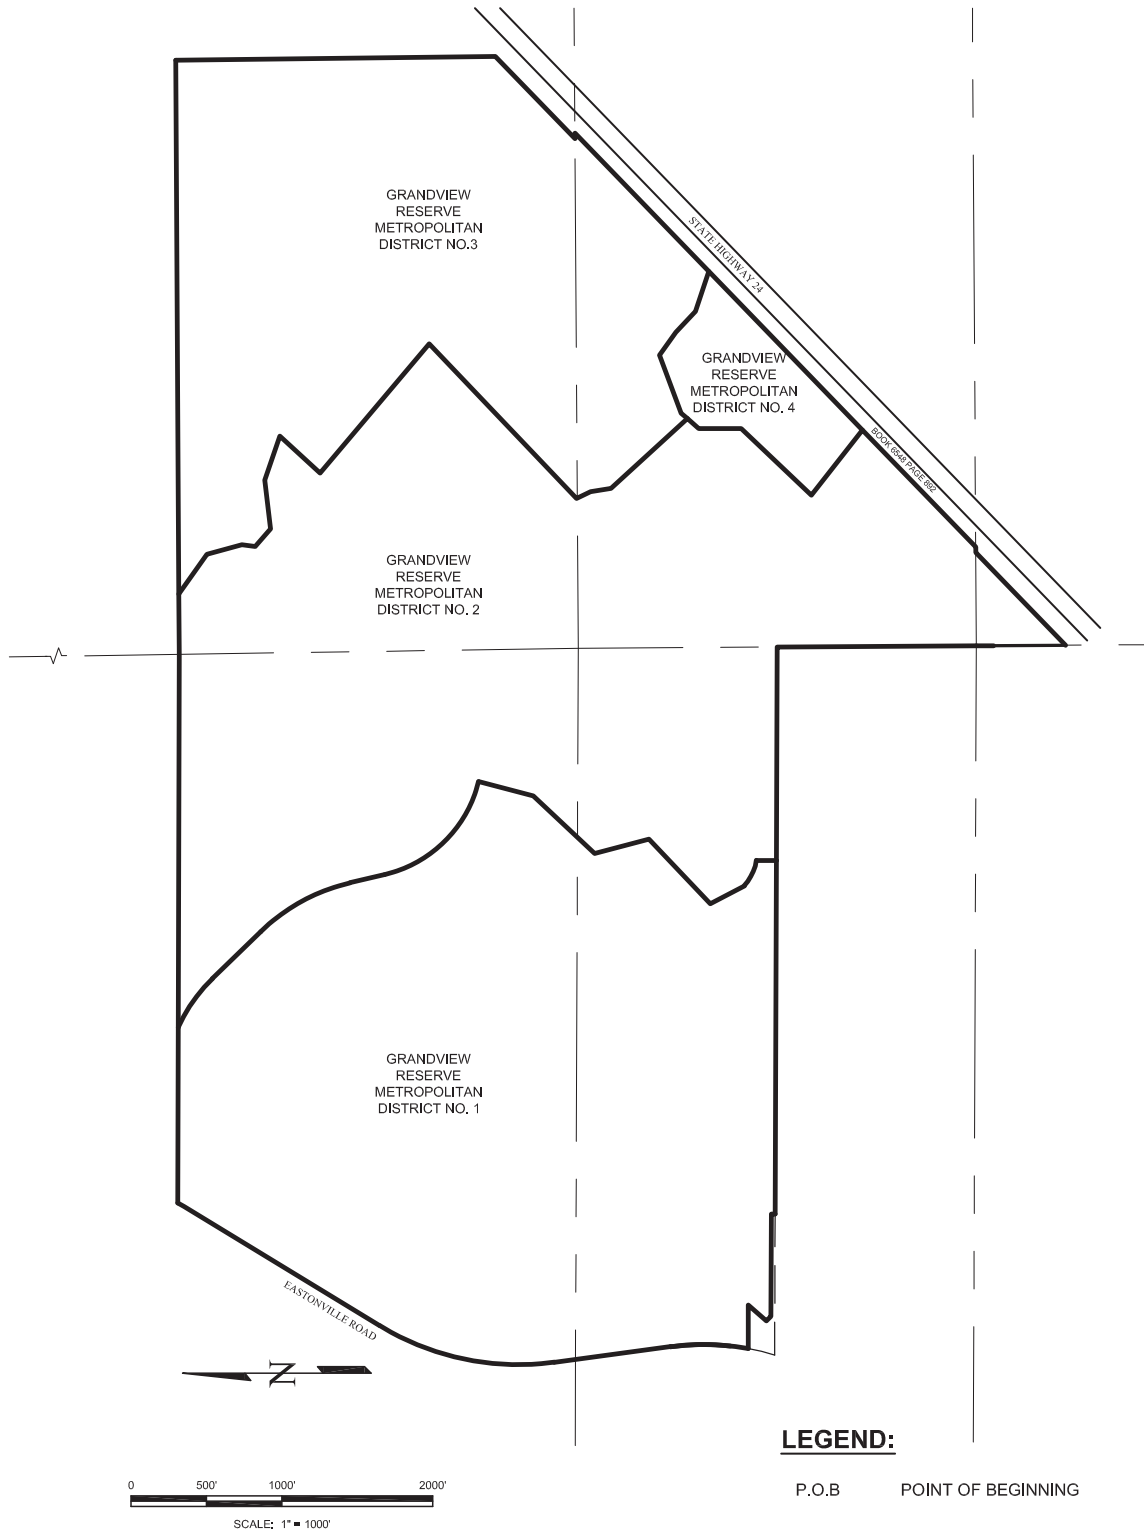 GRANDVIEW
RESERVE
METROPOLITAN
DISTRICT NO.3
STATE HIGHWAY 24
GRANDVIEW
RESERVE
METROPOLITAN
DISTRICT NO. 4
BOOK 6548 PAGE 892
GRANDVIEW
RESERVE
METROPOLITAN
DISTRICT NO. 2
GRANDVIEW
RESERVE
METROPOLITAN
DISTRICT NO. 1
EASTONVILLE ROAD
N
LEGEND:
P.O.B POINT OF BEGINNING
0 500' 1000' 2000'
SCALE: 1" = 1000'